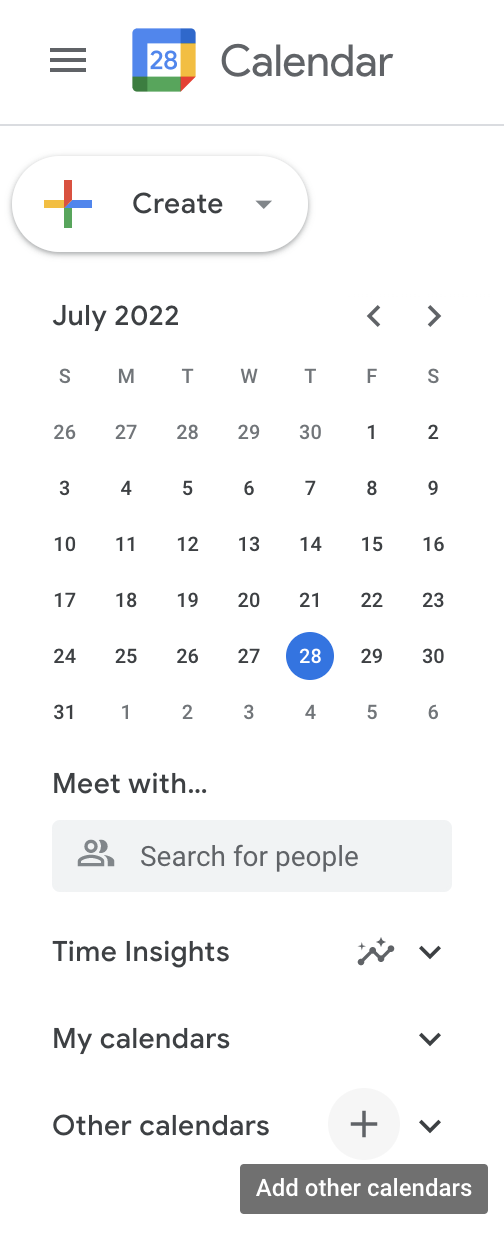 28 Calendar
Create
July 2022
S M T W T F S
26 27 28 29 30 1 2
3 4 5 6 7 8 9
10 11 12 13 14 15 16
17 18 19 20 21 22 23
24 25 26 27 28 29 30
31 1 2 3 4 5 6
Meet with...
Search for people
Time Insights
My calendars
Other calendars
Add other calendars